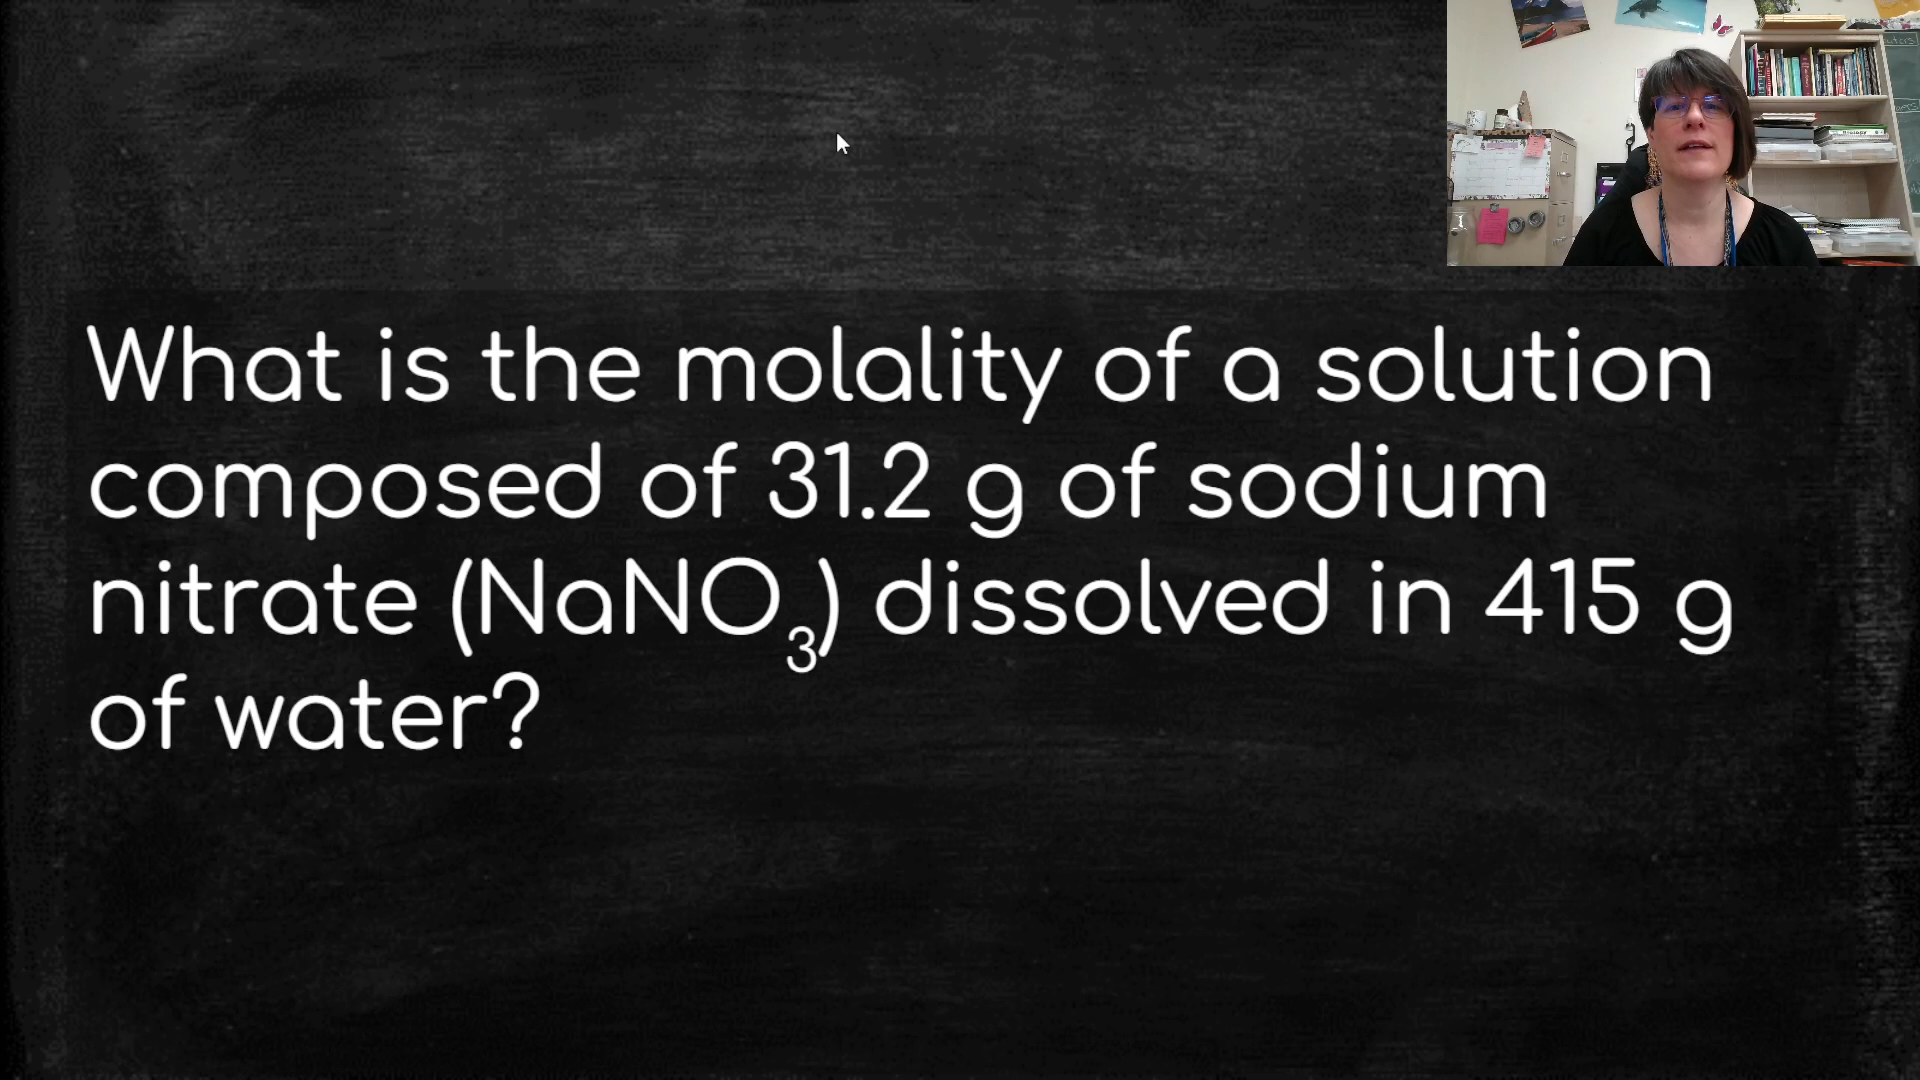 What is the molality of a solution
composed of 31.2 g of sodium
nitrate (NaNO₃) dissolved in 415 g
of water?
Biology